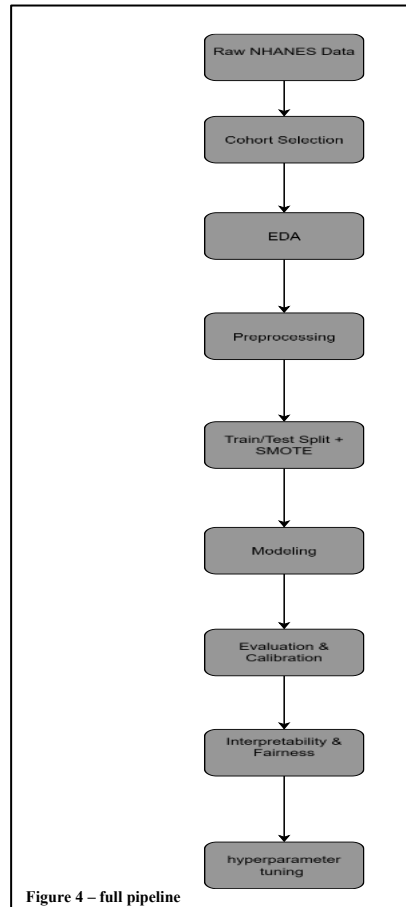 Raw NHANES Data
Cohort Selection
EDA
Preprocessing
Train/Test Split +
SMOTE
Modeling
Evaluation &
Calibration
Interpretability &
Fairness
hyperparameter
tuning
Figure 4 – full pipeline